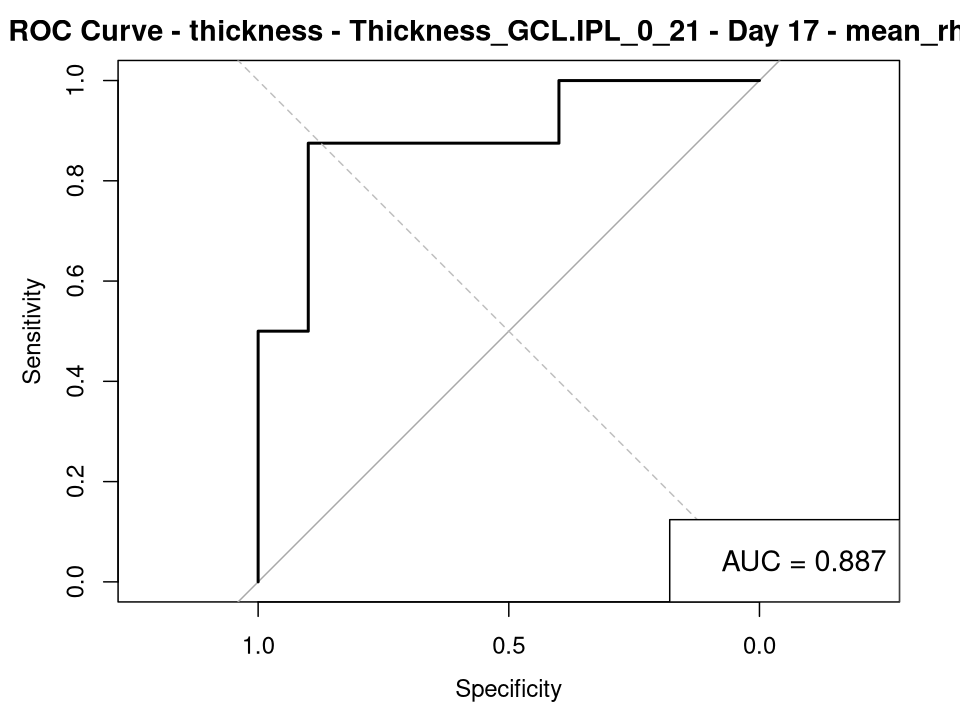 ROC Curve - thickness - Thickness_GCL.IPL_0_21 - Day 17 - mean_rh
1.0
0.8
0.6
0.4
0.2
0.0
Sensitivity
AUC = 0.887
1.0 0.5 0.0
Specificity